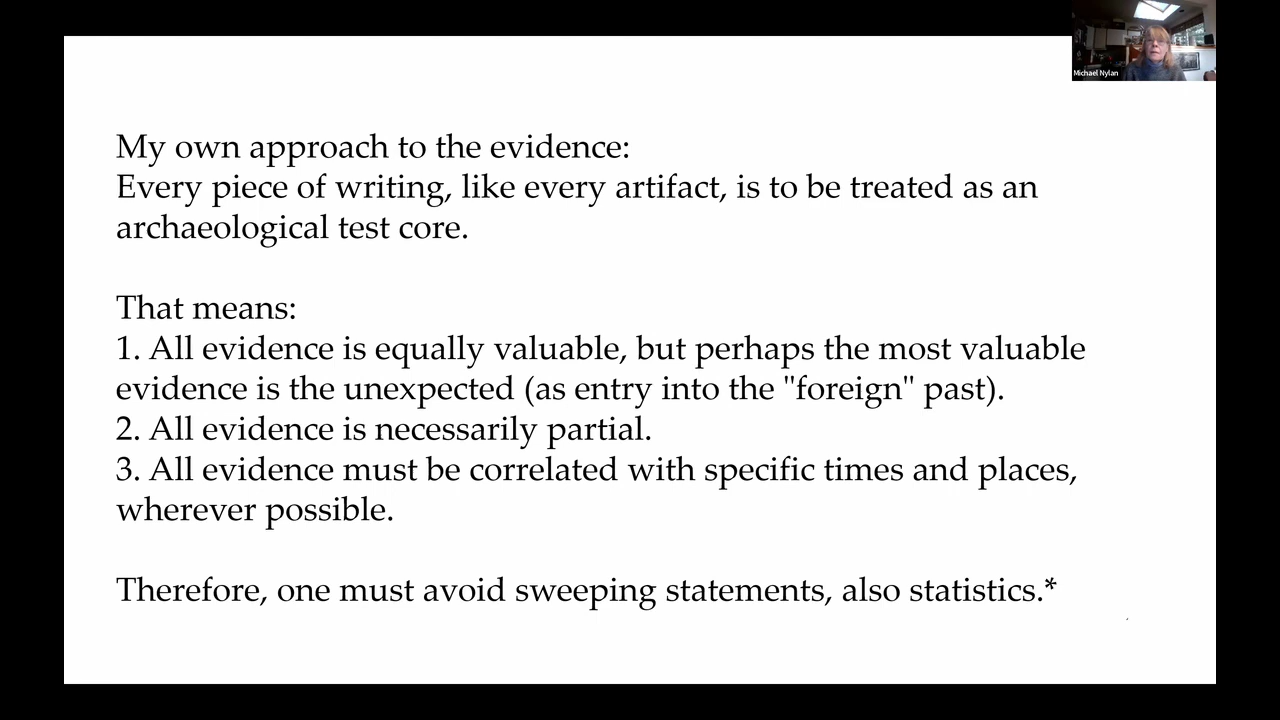 Michael Nylan
My own approach to the evidence:
Every piece of writing, like every artifact, is to be treated as an
archaeological test core.
That means:
1. All evidence is equally valuable, but perhaps the most valuable
evidence is the unexpected (as entry into the "foreign" past).
2. All evidence is necessarily partial.
3. All evidence must be correlated with specific times and places,
wherever possible.
Therefore, one must avoid sweeping statements, also statistics.*